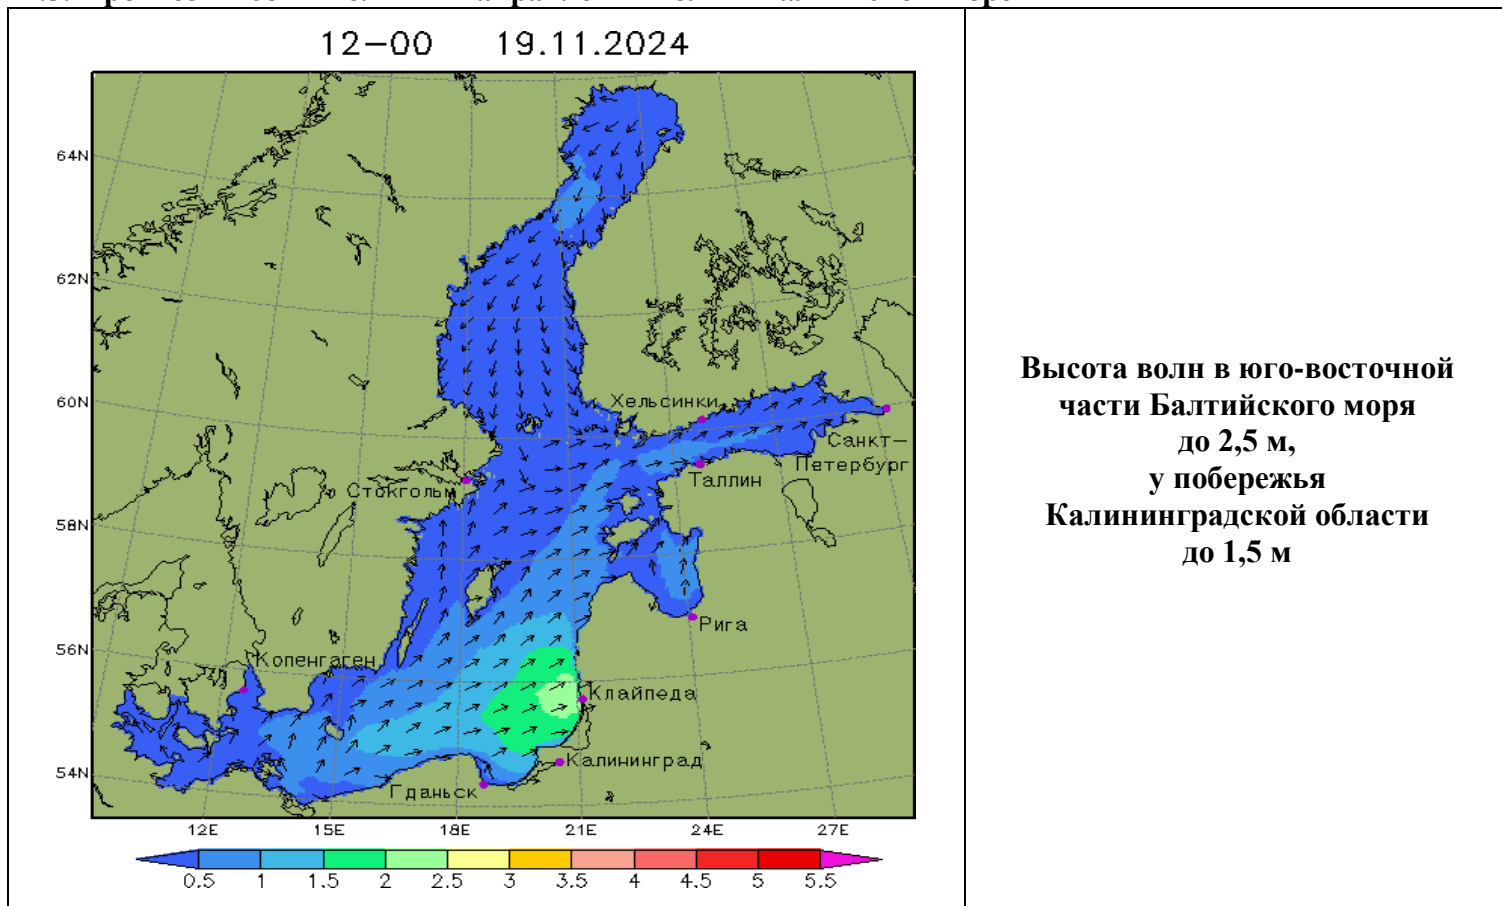 12-00 19.11.2024
64N
62N
60N
58N
56N
54N
Хельсинки
Санкт-
Петербург
Таллин
Стокгольм
Рига
Копенгаген
Клайпеда
Калининград
Гданьск
12E 15E 18E 21E 24E 27E
0.5 1 1.5 2 2.5 3 3.5 4 4.5 5 5.5
Высота волн в юго-восточной
части Балтийского моря
до 2,5 м,
у побережья
Калининградской области
до 1,5 м